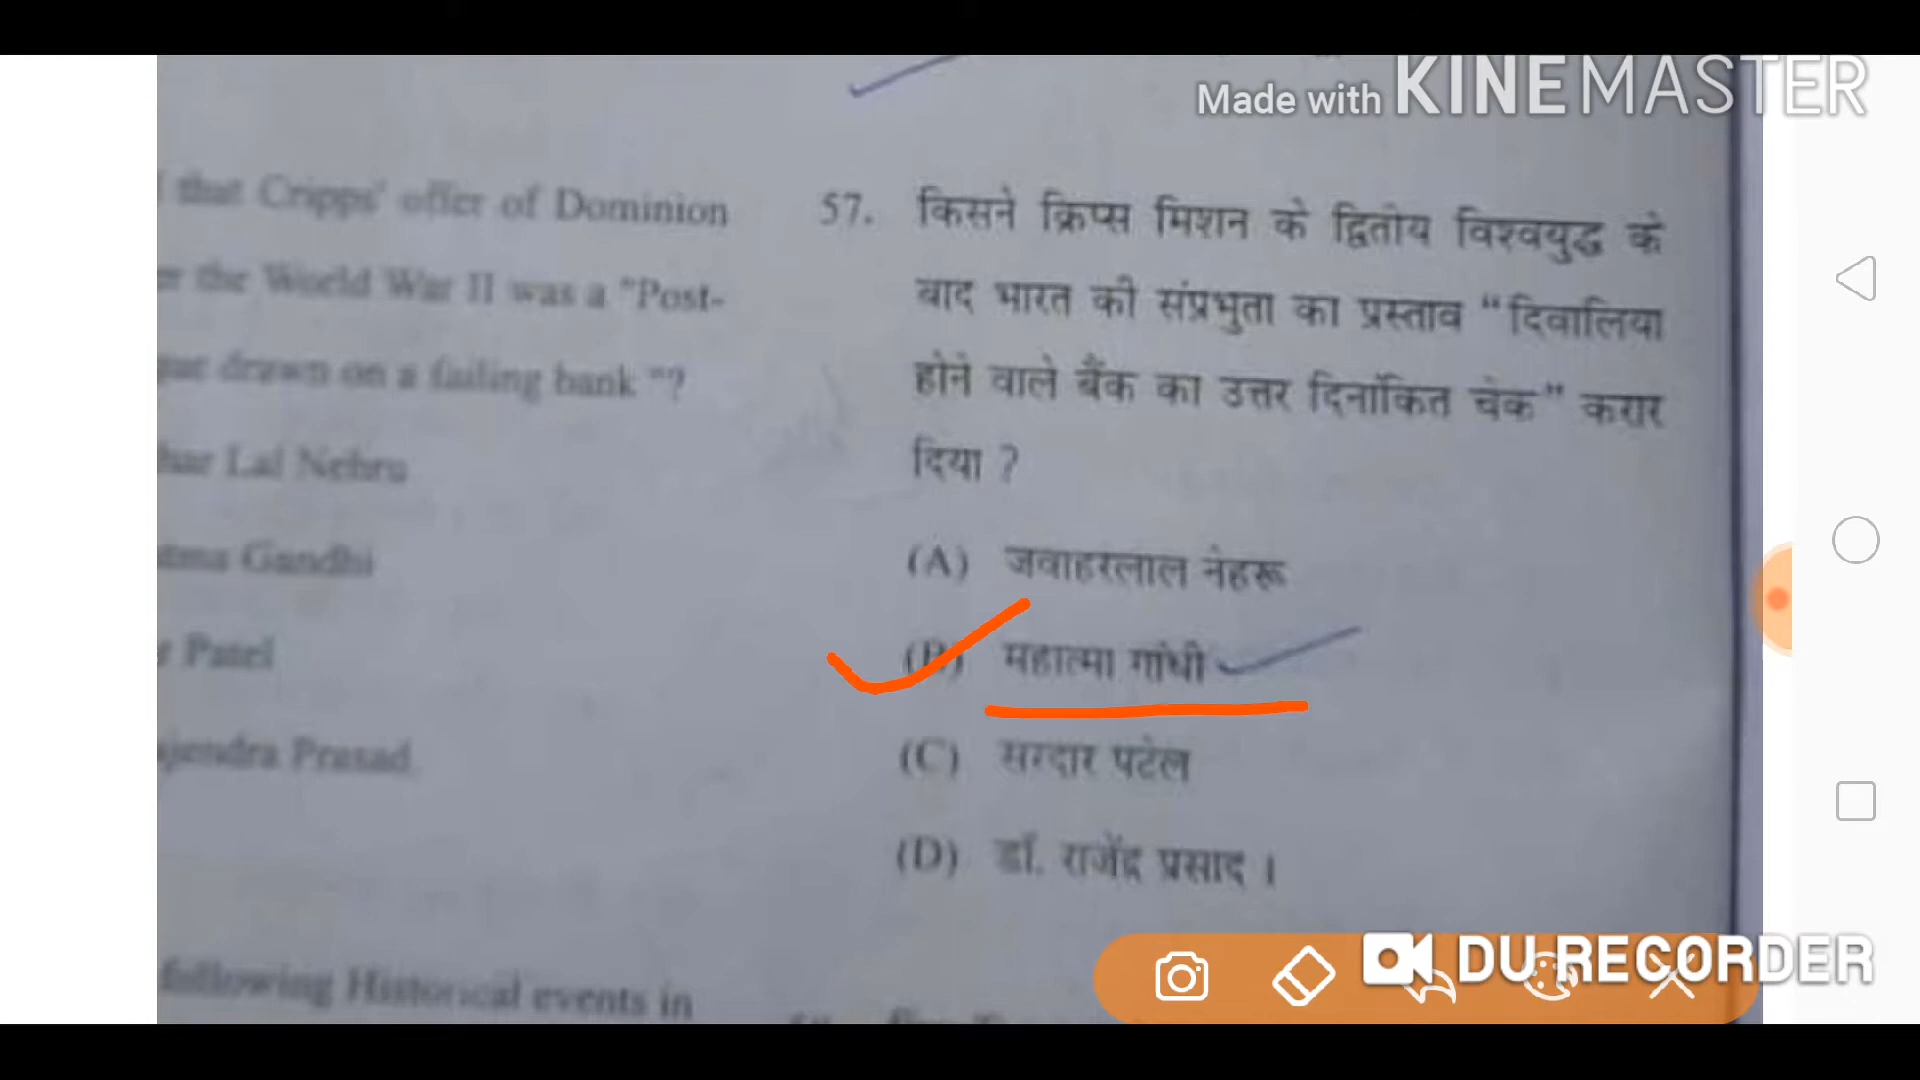 Made with KINEMASTER
that Cripps' offer of Dominion
the World War II was a "Post-
drawn on a failing bank "?
Lal Nehru
Gandhi
Patel
Prasad.
following Historical events in
57. किसने क्रिप्स मिशन के द्वितीय विश्वयुद्ध के
वाद भारत की संप्रभुता का प्रस्ताव “दिवालिया
होने वाले बैंक का उत्तर दिनांकित चेक” करार
दिया ?
(A) जवाहरलाल नेहरू
(B) महात्मा गांधी
(C) सरदार पटेल
(D) डॉ. राजेंद्र प्रसाद ।
DU RECORDER